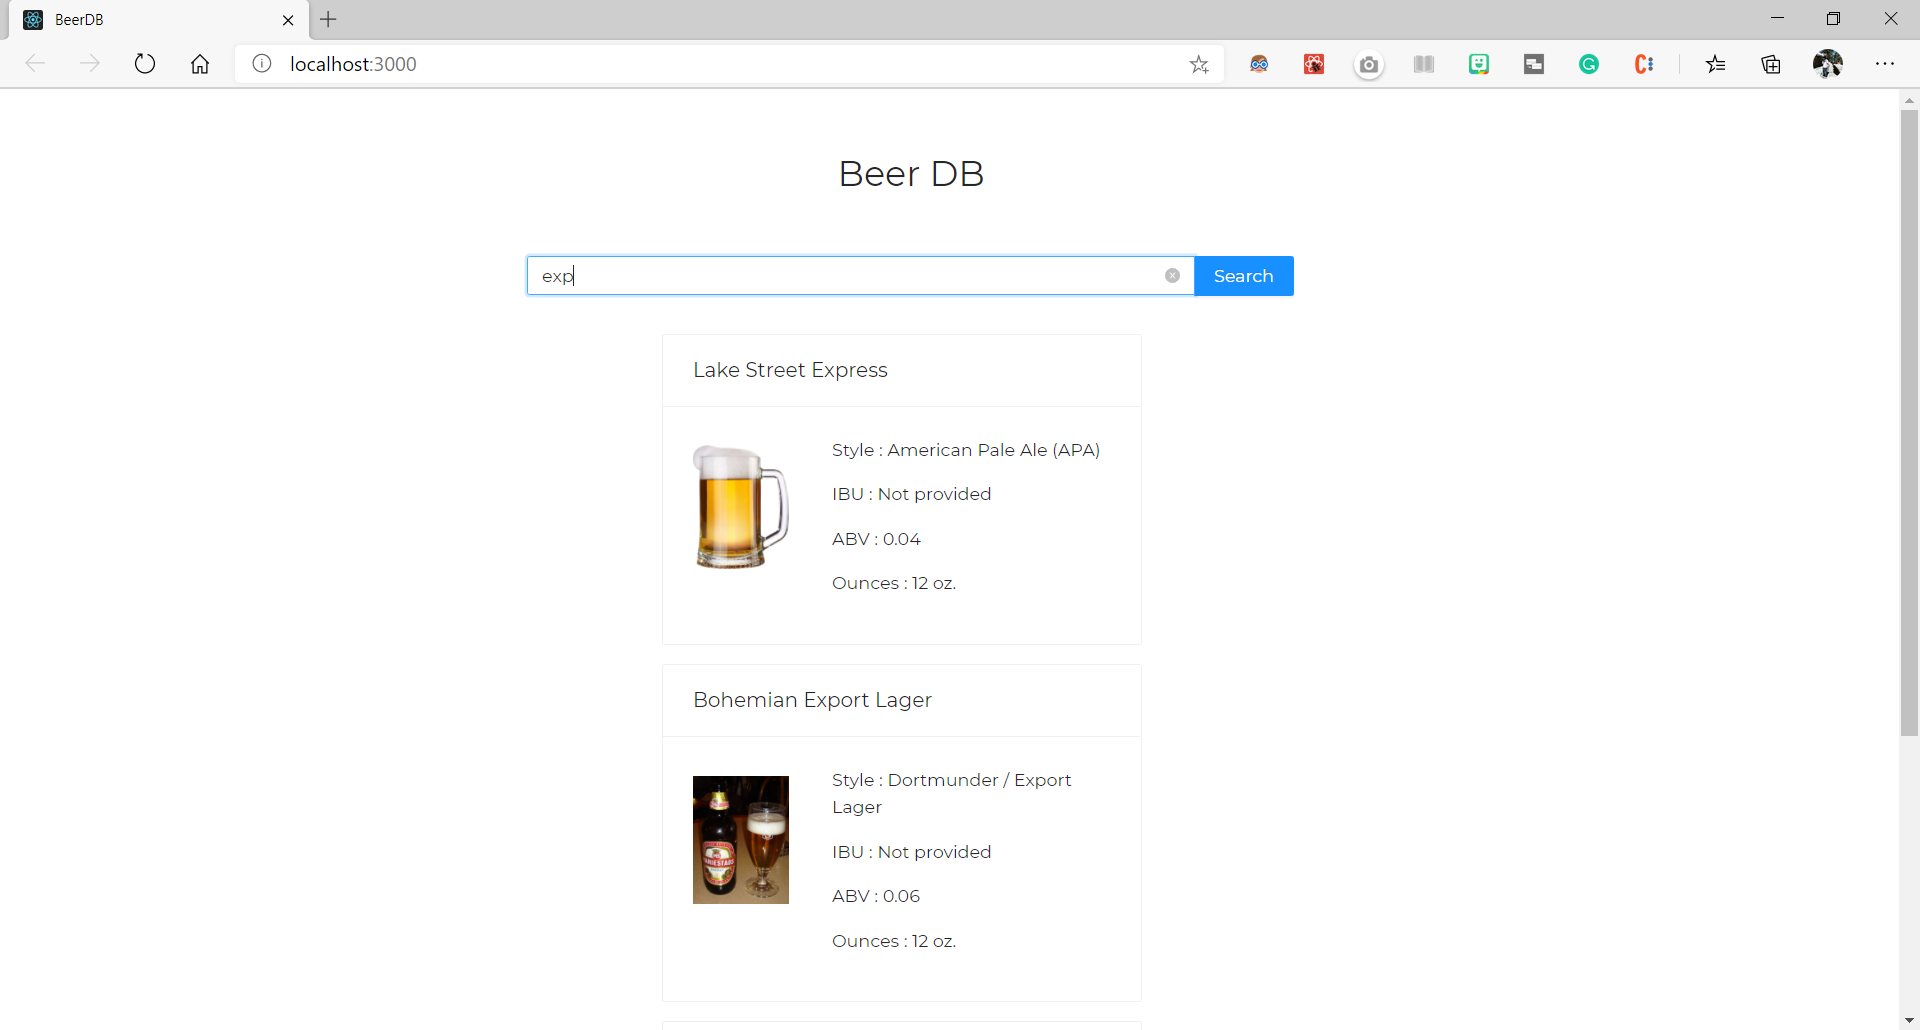 BeerDB
localhost:3000
Beer DB
exp
Search
Lake Street Express
Style : American Pale Ale (APA)
IBU : Not provided
ABV : 0.04
Ounces : 12 oz.
Bohemian Export Lager
Style : Dortmunder / Export
Lager
IBU : Not provided
ABV : 0.06
Ounces : 12 oz.